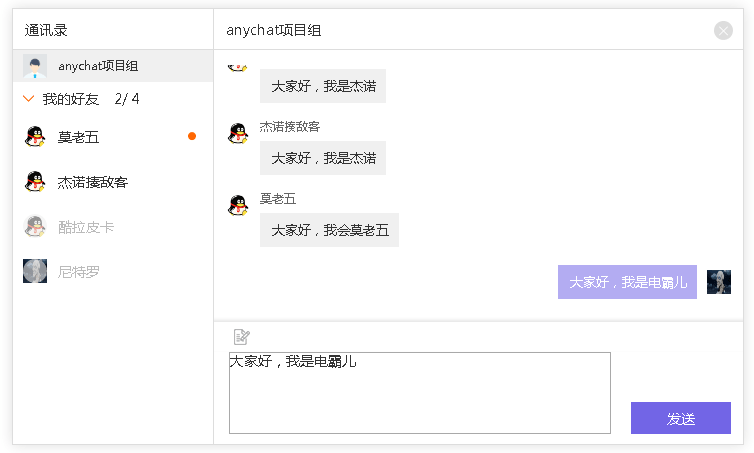 通讯录
anychat项目组
我的好友 2/ 4
莫老五
杰诺揍敌客
酷拉皮卡
尼特罗
anychat项目组
大家好，我是杰诺
杰诺揍敌客
大家好，我是杰诺
莫老五
大家好，我会莫老五
大家好，我是电霸儿
大家好，我是电霸儿
发送